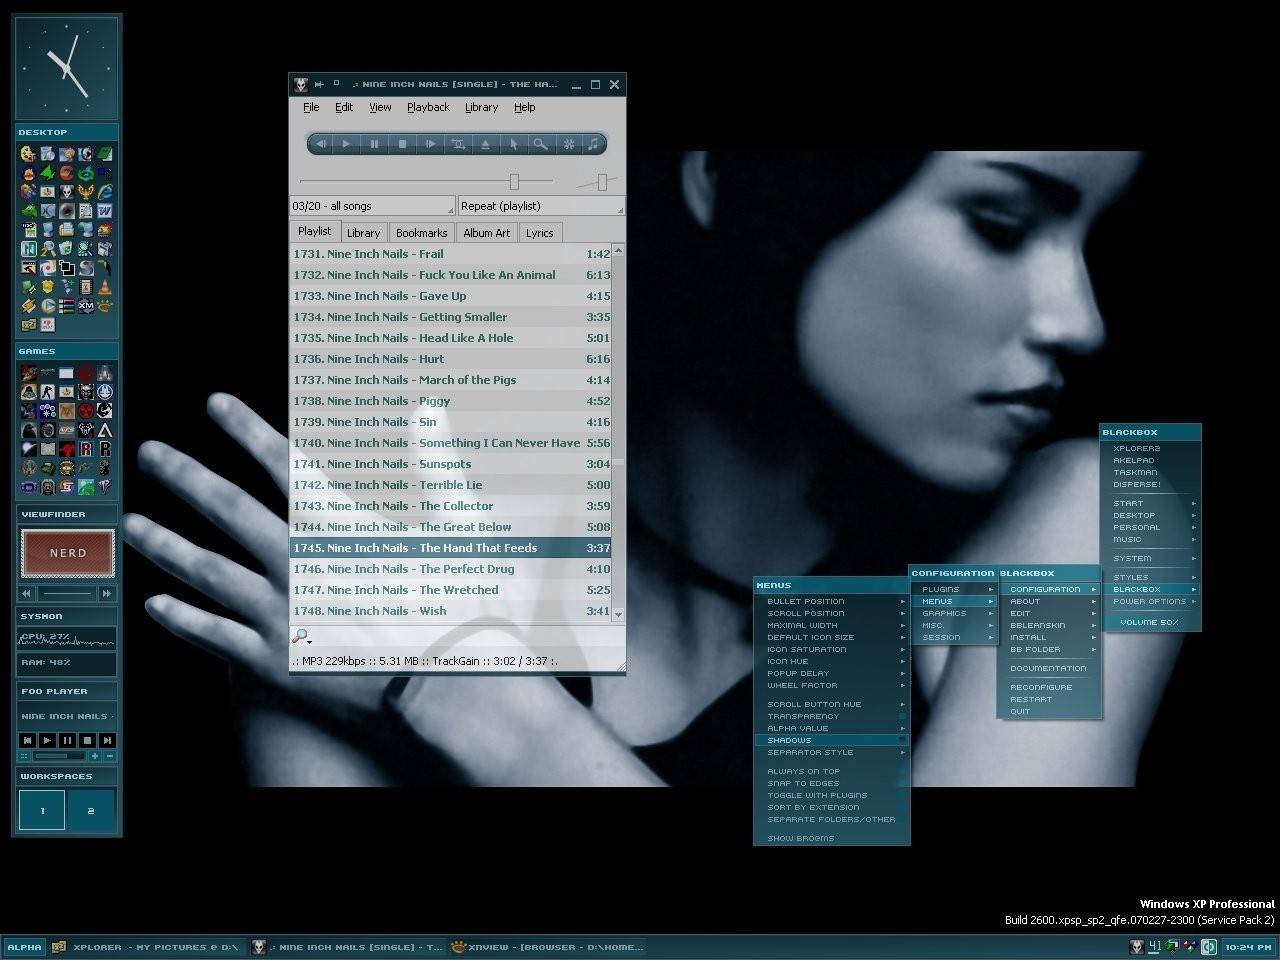 DESKTOP
GAMES
VIEWFINDER
NERD
SYSMON
CPU: 27%
RAM: 48%
FOO PLAYER
NINE INCH NAILS -
WORKSPACES
1 2
.: NINE INCH NAILS [SINGLE] - THE HA...
File Edit View Playback Library Help
03/20 - all songs Repeat (playlist)
Playlist Library Bookmarks Album Art Lyrics
1731. Nine Inch Nails - Frail 1:42
1732. Nine Inch Nails - Fuck You Like An Animal 6:13
1733. Nine Inch Nails - Gave Up 4:15
1734. Nine Inch Nails - Getting Smaller 3:35
1735. Nine Inch Nails - Head Like A Hole 5:01
1736. Nine Inch Nails - Hurt 6:16
1737. Nine Inch Nails - March of the Pigs 4:14
1738. Nine Inch Nails - Piggy 4:52
1739. Nine Inch Nails - Sin 4:16
1740. Nine Inch Nails - Something I Can Never Have 5:56
1741. Nine Inch Nails - Sunspots 3:04
1742. Nine Inch Nails - Terrible Lie 5:00
1743. Nine Inch Nails - The Collector 3:59
1744. Nine Inch Nails - The Great Below 5:08
1745. Nine Inch Nails - The Hand That Feeds 3:37
1746. Nine Inch Nails - The Perfect Drug 4:10
1747. Nine Inch Nails - The Wretched 5:25
1748. Nine Inch Nails - Wish 3:41
.: MP3 229kbps :: 5.31 MB :: TrackGain :: 3:02 / 3:37 :.
MENUS
BULLET POSITION
SCROLL POSITION
MAXIMAL WIDTH
DEFAULT ICON SIZE
ICON SATURATION
ICON HUE
POPUP DELAY
WHEEL FACTOR
SCROLL BUTTON HUE
TRANSPARENCY
ALPHA VALUE
SHADOWS
SEPARATOR STYLE
ALWAYS ON TOP
SNAP TO EDGES
TOGGLE WITH PLUGINS
SORT BY EXTENSION
SEPARATE FOLDERS/OTHER
SHOW BROEMS
CONFIGURATION
PLUGINS
MENUS
GRAPHICS
MISC.
SESSION
BLACKBOX
CONFIGURATION
ABOUT
EDIT
BBLEANSKIN
INSTALL
BB FOLDER
DOCUMENTATION
RECONFIGURE
RESTART
QUIT
BLACKBOX
XPLORER2
AKELPAD
TASKMAN
DISPERSE!
START
DESKTOP
PERSONAL
MUSIC
SYSTEM
STYLES
BLACKBOX
POWER OPTIONS
VOLUME 50%
Windows XP Professional
Build 2600.xpsp_sp2_qfe.070227-2300 (Service Pack 2)
ALPHA XPLORER - MY PICTURES @ D:\ .: NINE INCH NAILS [SINGLE] - T... XNVIEW - [BROWSER - D:\HOME... 41 10:24 PM